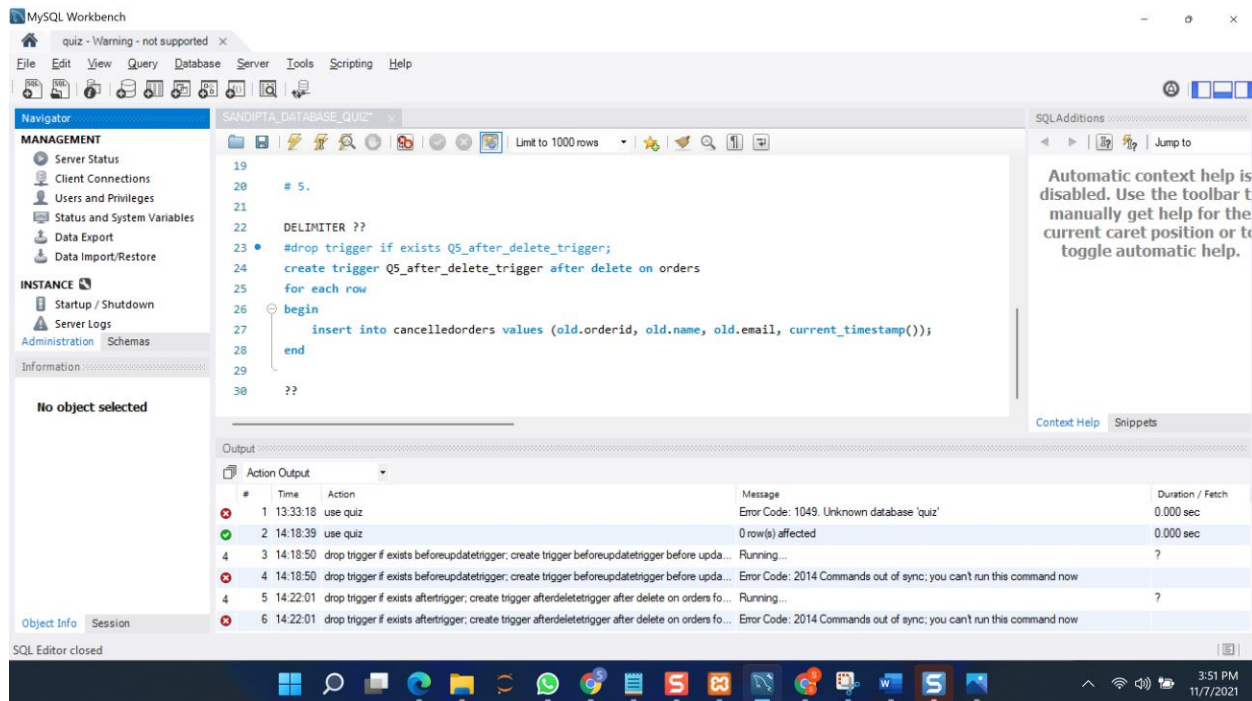 MySQL Workbench
quiz - Warning - not supported
File Edit View Query Database Server Tools Scripting Help
Navigator
MANAGEMENT
Server Status
Client Connections
Users and Privileges
Status and System Variables
Data Export
Data Import/Restore
INSTANCE
Startup / Shutdown
Server Logs
Administration Schemas
Information
No object selected
Object Info Session
SANDIPTA_DATABASE_QUIZ*
Limit to 1000 rows
19
20 # 5.
21
22 DELIMITER ??
23 #drop trigger if exists Q5_after_delete_trigger;
24 create trigger Q5_after_delete_trigger after delete on orders
25 for each row
26 begin
27 insert into cancelledorders values (old.orderid, old.name, old.email, current_timestamp());
28 end
29
30 ??
SQLAdditions
Jump to
Automatic context help is
disabled. Use the toolbar t
manually get help for the
current caret position or to
toggle automatic help.
Context Help Snippets
Output
Action Output
# Time Action Message Duration / Fetch
1 13:33:18 use quiz Error Code: 1049. Unknown database 'quiz' 0.000 sec
2 14:18:39 use quiz 0 row(s) affected 0.000 sec
4 3 14:18:50 drop trigger if exists beforeupdatetrigger; create trigger beforeupdatetrigger before upda... Running... ?
4 14:18:50 drop trigger if exists beforeupdatetrigger; create trigger beforeupdatetrigger before upda... Error Code: 2014 Commands out of sync; you can't run this command now
4 5 14:22:01 drop trigger if exists aftertrigger; create trigger afterdeletetrigger after delete on orders fo... Running... ?
6 14:22:01 drop trigger if exists aftertrigger; create trigger afterdeletetrigger after delete on orders fo... Error Code: 2014 Commands out of sync; you can't run this command now
SQL Editor closed
3:51 PM
11/7/2021